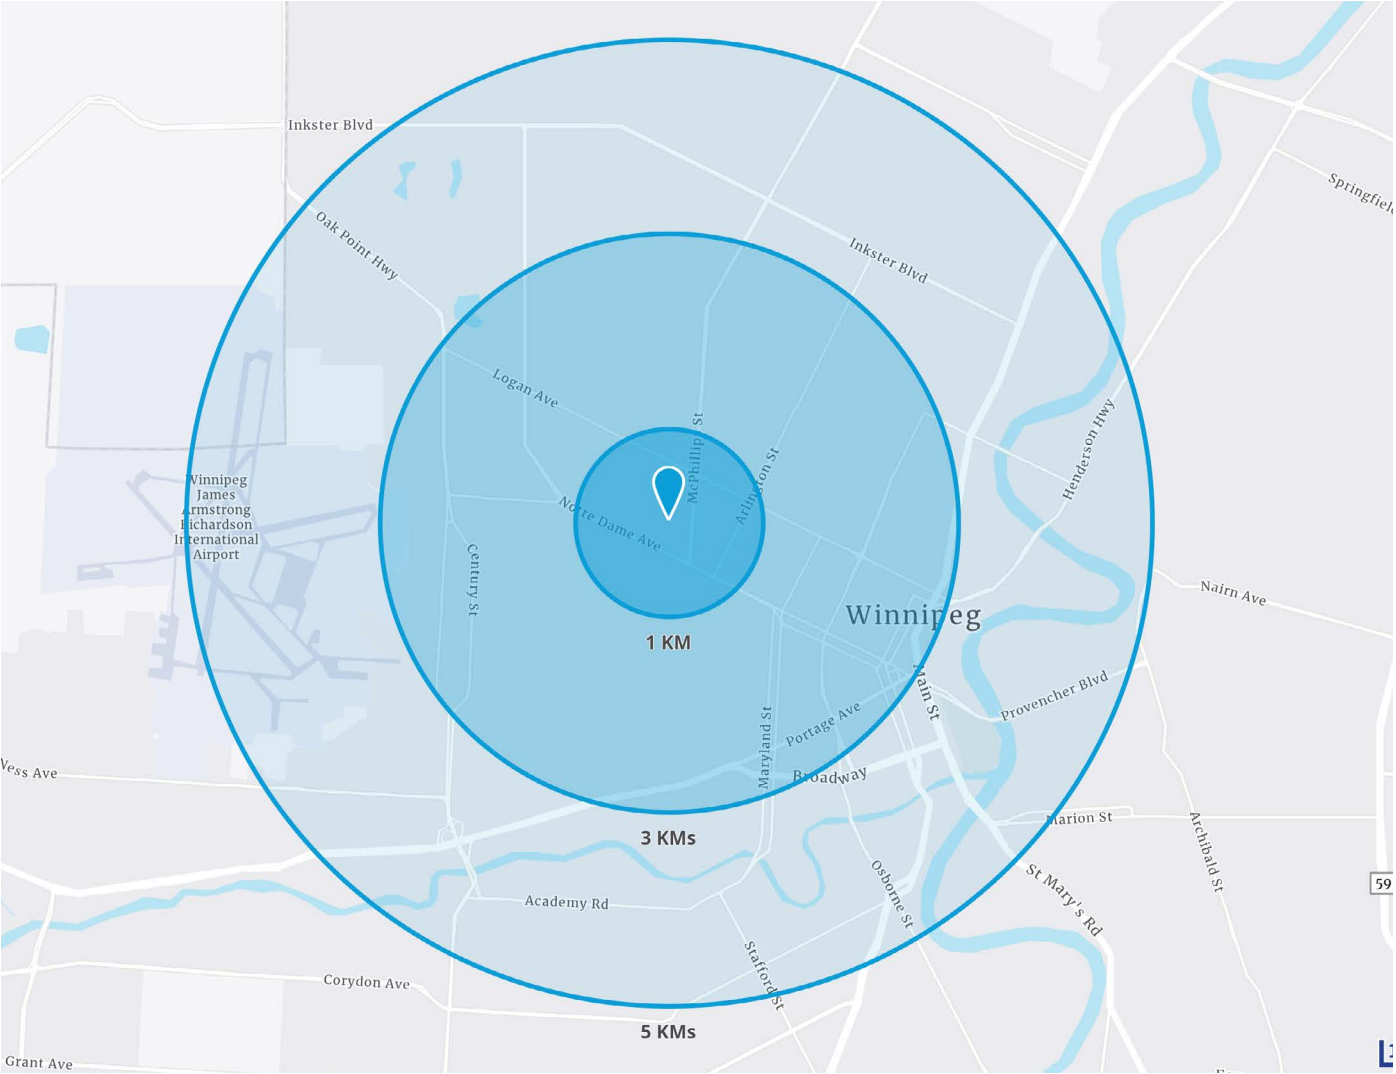 Inkster Blvd
Springfiel
Oak Point Hwy
Inkster Blvd
Logan Ave
McPhillips St
Henderson Hwy
Arlington St
Winnipeg
James
Armstrong
Richardson
International
Airport
Notre Dame Ave
Century St
Nairn Ave
Winnipeg
1 KM
Main St
Provencher Blvd
Portage Ave
Maryland St
Ness Ave
Broadway
Marion St
3 KMs
Archibald St
Osborne St
St Mary's Rd
59
Academy Rd
Stafford St
Corydon Ave
5 KMs
Grant Ave